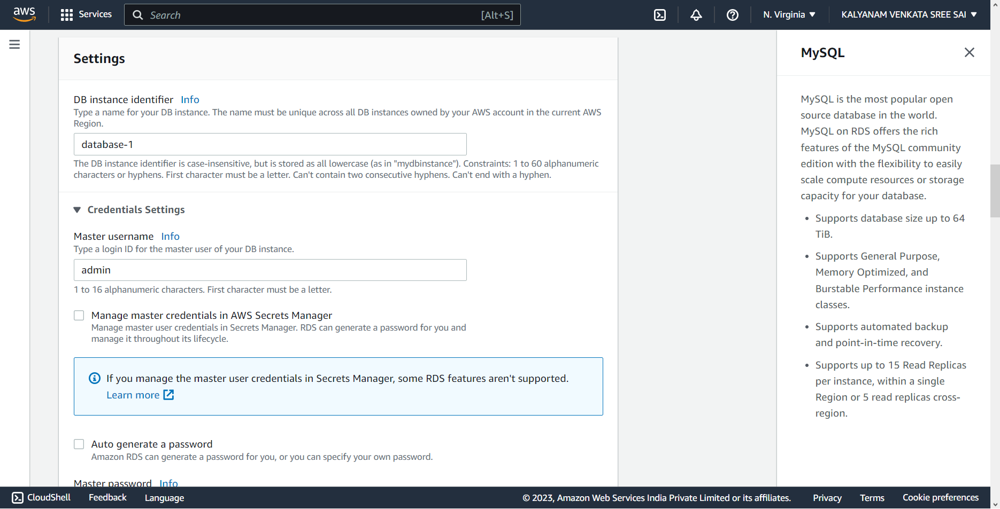 aws
Services
Search
[Alt+S]
N. Virginia
KALYANAM VENKATA SREE SAI
Settings
DB instance identifier Info
Type a name for your DB instance. The name must be unique across all DB instances owned by your AWS account in the current AWS
Region.
database-1
The DB instance identifier is case-insensitive, but is stored as all lowercase (as in "mydbinstance"). Constraints: 1 to 60 alphanumeric
characters or hyphens. First character must be a letter. Can't contain two consecutive hyphens. Can't end with a hyphen.
Credentials Settings
Master username Info
Type a login ID for the master user of your DB instance.
admin
1 to 16 alphanumeric characters. First character must be a letter.
Manage master credentials in AWS Secrets Manager
Manage master user credentials in Secrets Manager. RDS can generate a password for you and
manage it throughout its lifecycle.
If you manage the master user credentials in Secrets Manager, some RDS features aren't supported.
Learn more
Auto generate a password
Amazon RDS can generate a password for you, or you can specify your own password.
Master password Info
MySQL
MySQL is the most popular open
source database in the world.
MySQL on RDS offers the rich
features of the MySQL community
edition with the flexibility to easily
scale compute resources or storage
capacity for your database.
• Supports database size up to 64
TiB.
• Supports General Purpose,
Memory Optimized, and
Burstable Performance instance
classes.
• Supports automated backup
and point-in-time recovery.
• Supports up to 15 Read Replicas
per instance, within a single
Region or 5 read replicas cross-
region.
CloudShell
Feedback
Language
© 2023, Amazon Web Services India Private Limited or its affiliates.
Privacy
Terms
Cookie preferences